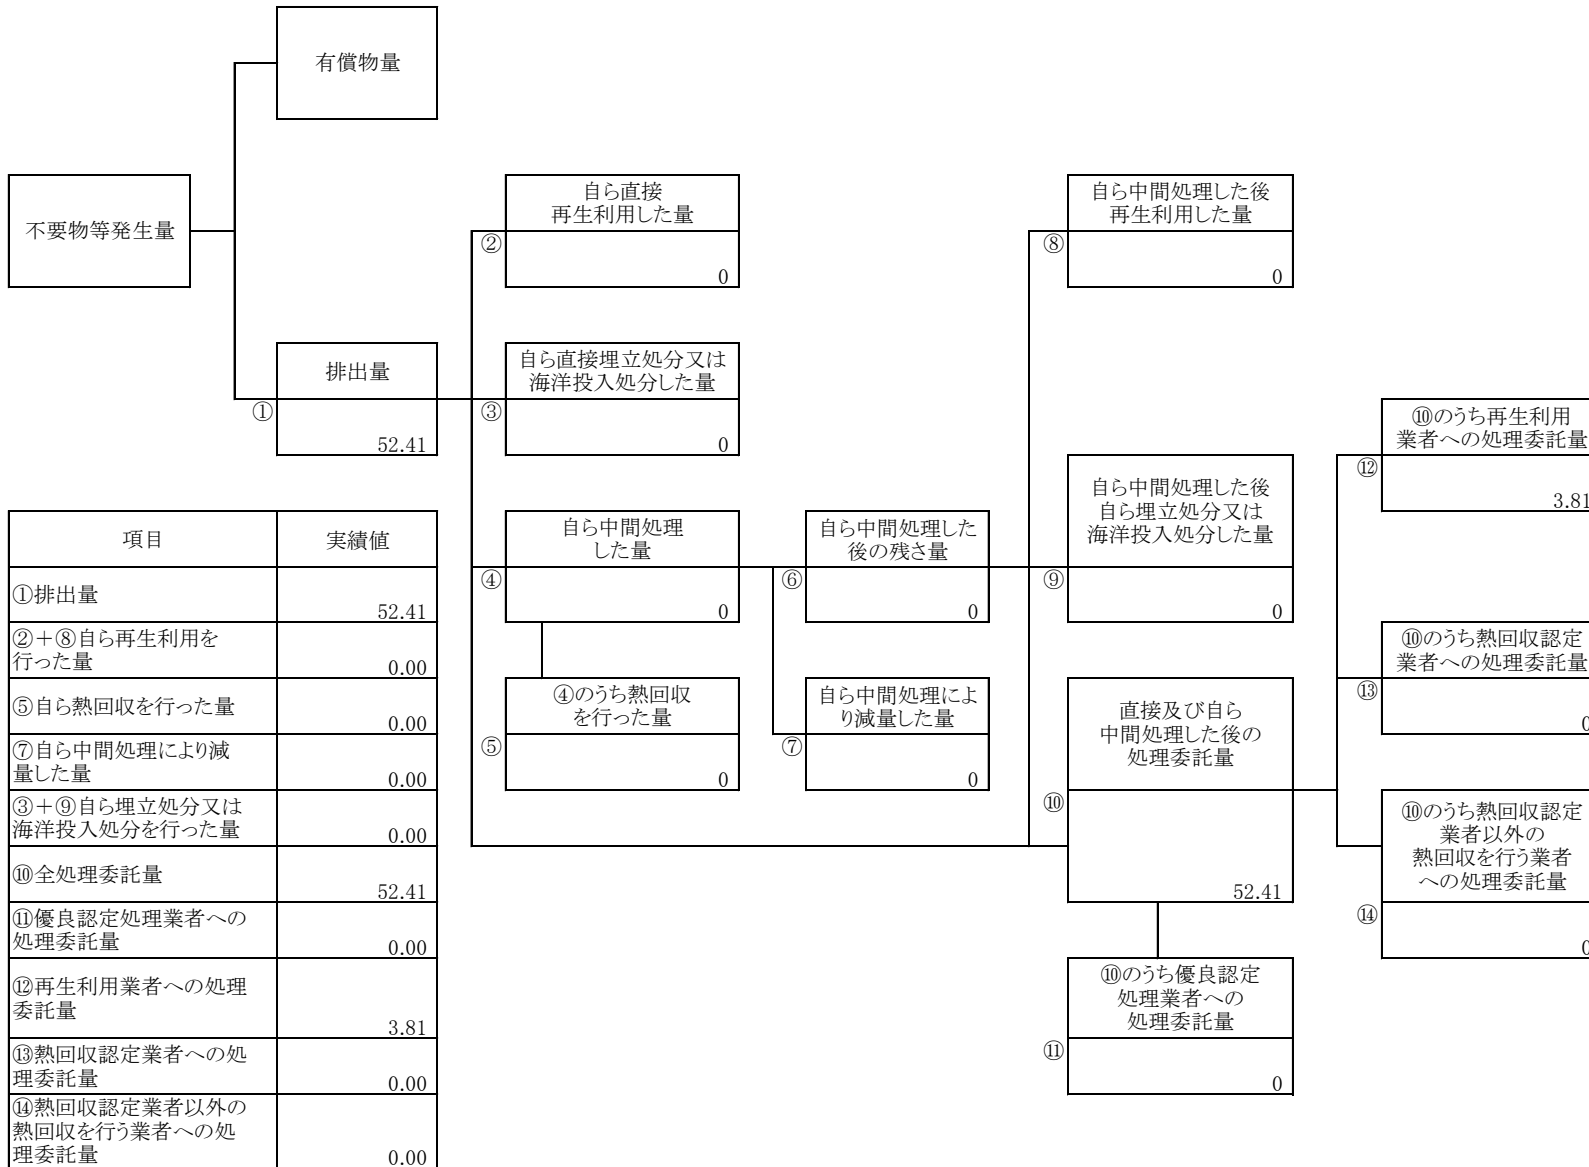 有償物量
不要物等発生量
自ら直接
再生利用した量
②
0
自ら中間処理した後
再生利用した量
⑧
0
排出量
①
52.41
自ら直接埋立処分又は
海洋投入処分した量
③
0
⑩のうち再生利用
業者への処理委託量
⑫
3.81
自ら中間処理
した量
④
0
自ら中間処理した
後の残さ量
⑥
0
自ら中間処理した後
自ら埋立処分又は
海洋投入処分した量
⑨
0
⑩のうち熱回収認定
業者への処理委託量
⑬
0
④のうち熱回収
を行った量
⑤
0
自ら中間処理によ
り減量した量
⑦
0
直接及び自ら
中間処理した後の
処理委託量
⑩
52.41
⑩のうち熱回収認定
業者以外の
熱回収を行う業者
への処理委託量
⑭
0
⑩のうち優良認定
処理業者への
処理委託量
⑪
0
項目 実績値
①排出量 52.41
②＋⑧自ら再生利用を
行った量 0.00
⑤自ら熱回収を行った量 0.00
⑦自ら中間処理により減
量した量 0.00
③＋⑨自ら埋立処分又は
海洋投入処分を行った量 0.00
⑩全処理委託量 52.41
⑪優良認定処理業者への
処理委託量 0.00
⑫再生利用業者への処理
委託量 3.81
⑬熱回収認定業者への処
理委託量 0.00
⑭熱回収認定業者以外の
熱回収を行う業者への処
理委託量 0.00